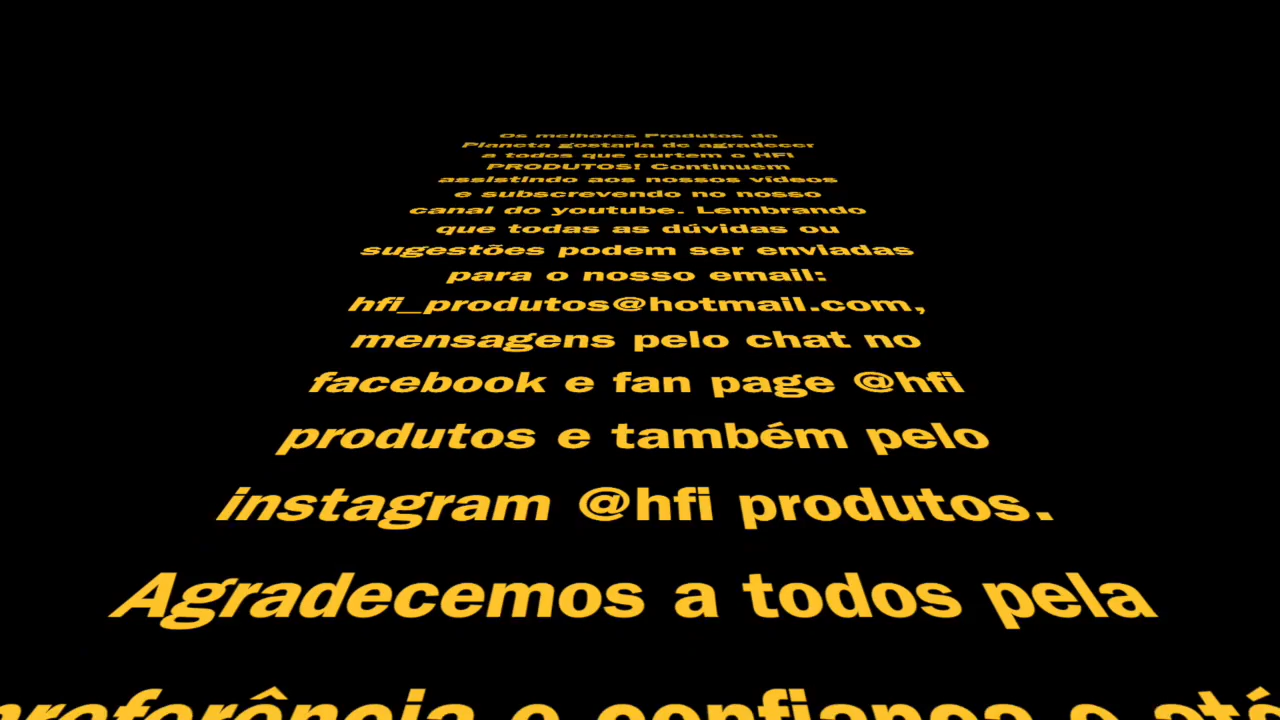 Os melhores Produtos do
Planeta gostaria de agradecer
a todos que curtem o HFI
PRODUTOS! Continuem
assistindo aos nossos vídeos
e subscrevendo no nosso
canal do youtube. Lembrando
que todas as dúvidas ou
sugestões podem ser enviadas
para o nosso email:
hfi_produtos@hotmail.com,
mensagens pelo chat no
facebook e fan page @hfi
produtos e também pelo
instagram @hfi produtos.
Agradecemos a todos pela
preferência e confiança e até